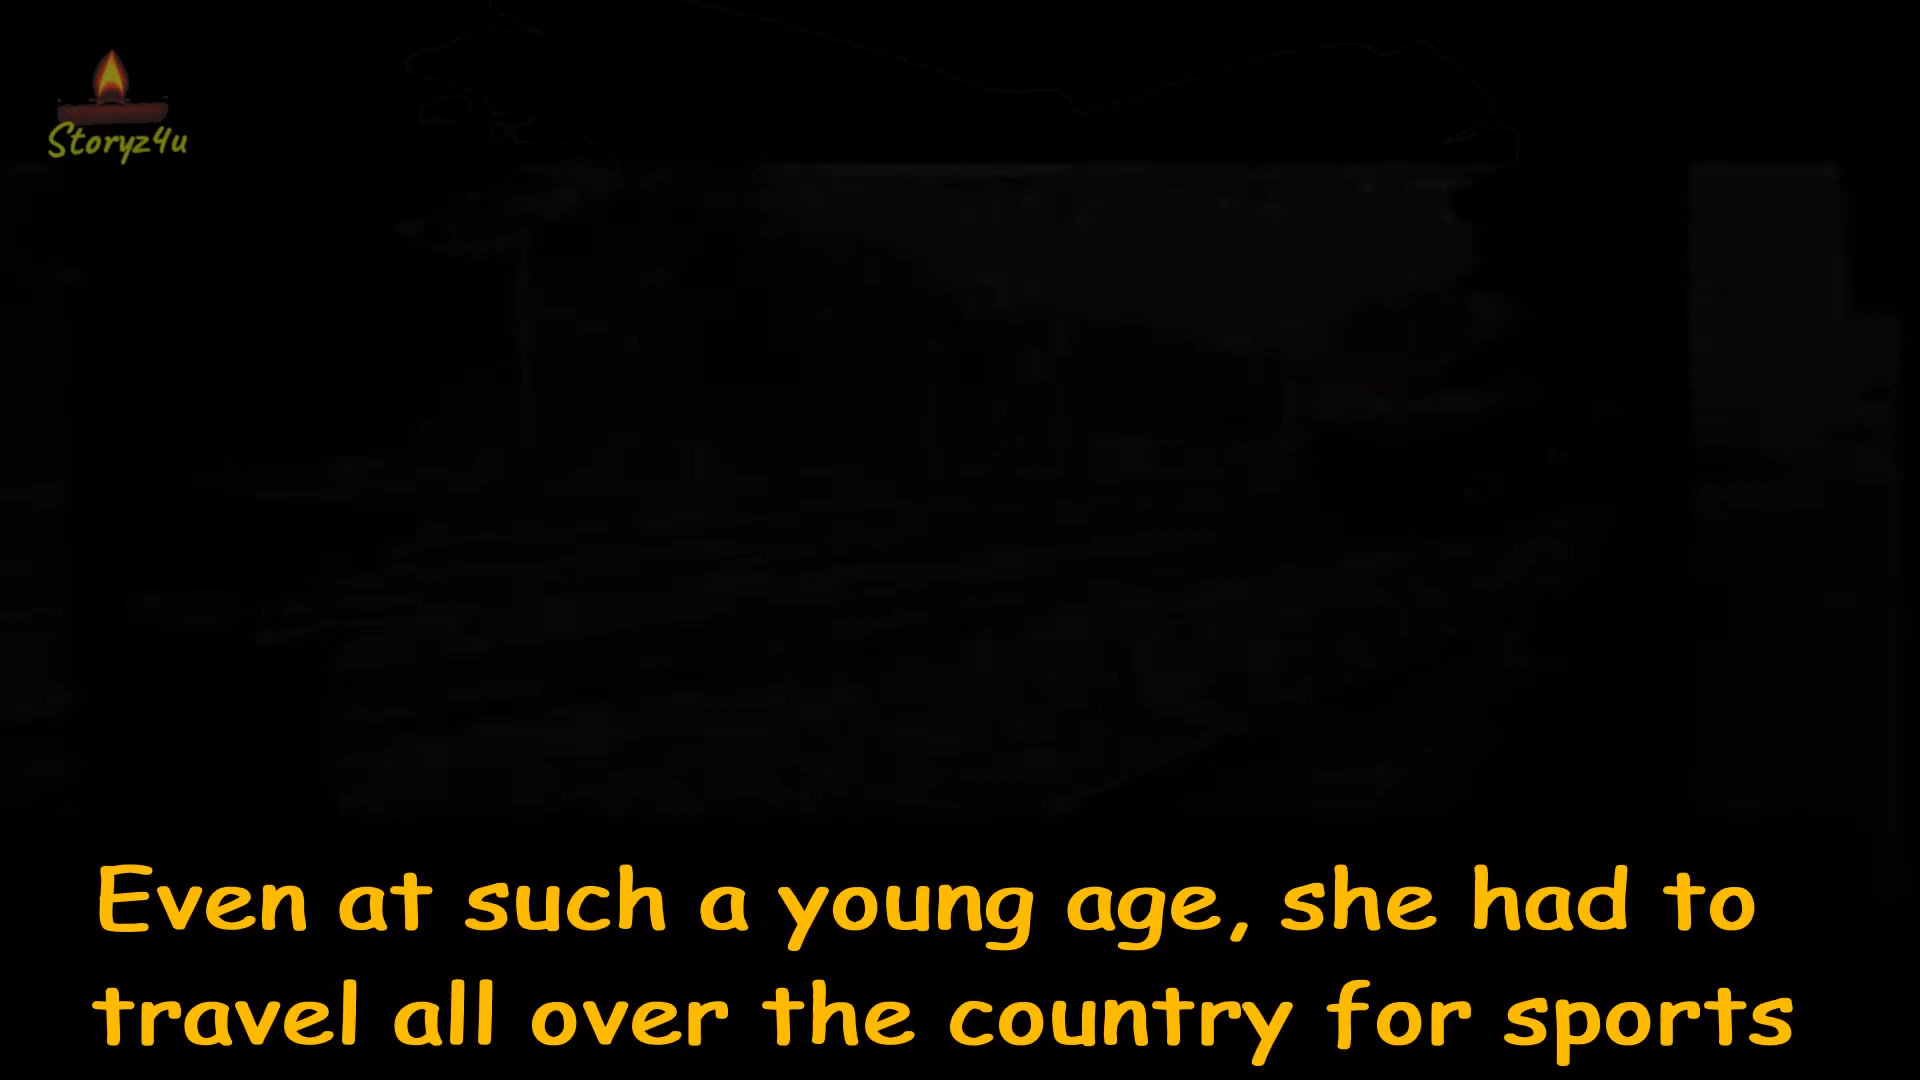 Storyz4u
Even at such a young age, she had to
travel all over the country for sports